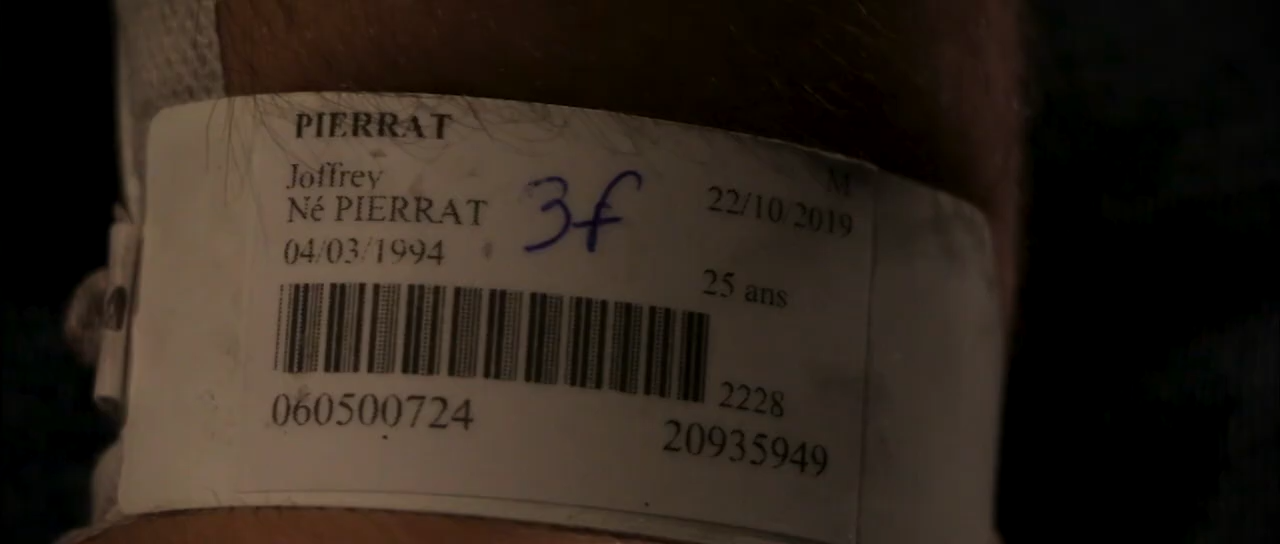 PIERRAT
Joffrey
M
Né PIERRAT
3f
22/10/2019
04/03/1994
25 ans
2228
060500724
20935949